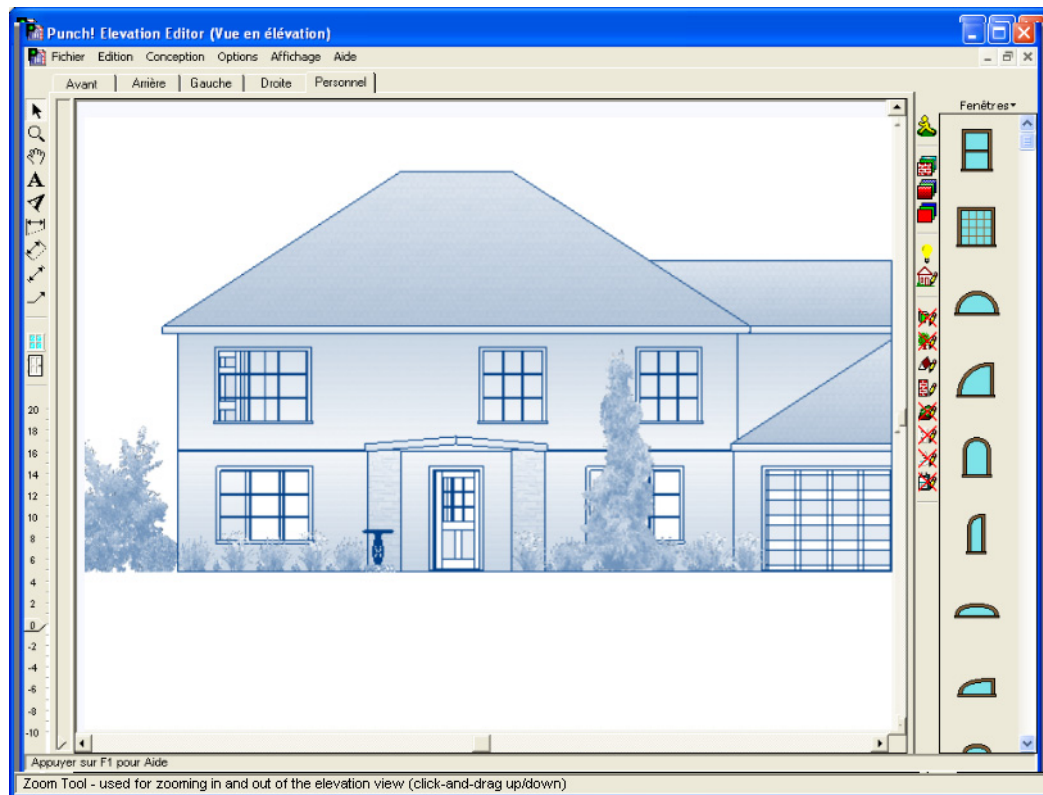 Punch! Elevation Editor (Vue en élévation)
Fichier Edition Conception Options Affichage Aide
Avant Arrière Gauche Droite Personnel
Fenêtres
A
20
18
16
14
12
10
8
6
4
2
0
-2
-4
-6
-8
-10
Appuyer sur F1 pour Aide
Zoom Tool - used for zooming in and out of the elevation view (click-and-drag up/down)